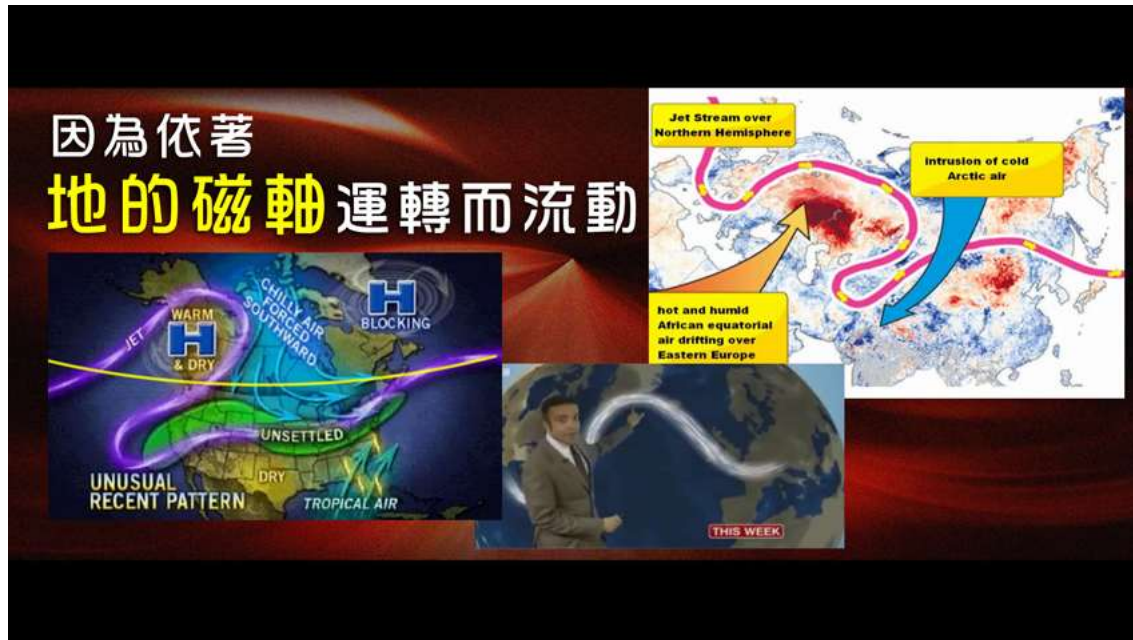 因為依著
地的磁軸運轉而流動
Jet Stream over
Northern Hemisphere
intrusion of cold
Arctic air
hot and humid
African equatorial
air drifting over
Eastern Europe
JET
WARM
H
& DRY
CHILLY AIR
FORCED
SOUTHWARD
H
BLOCKING
UNSETTLED
DRY
UNUSUAL
RECENT PATTERN
TROPICAL AIR
THIS WEEK